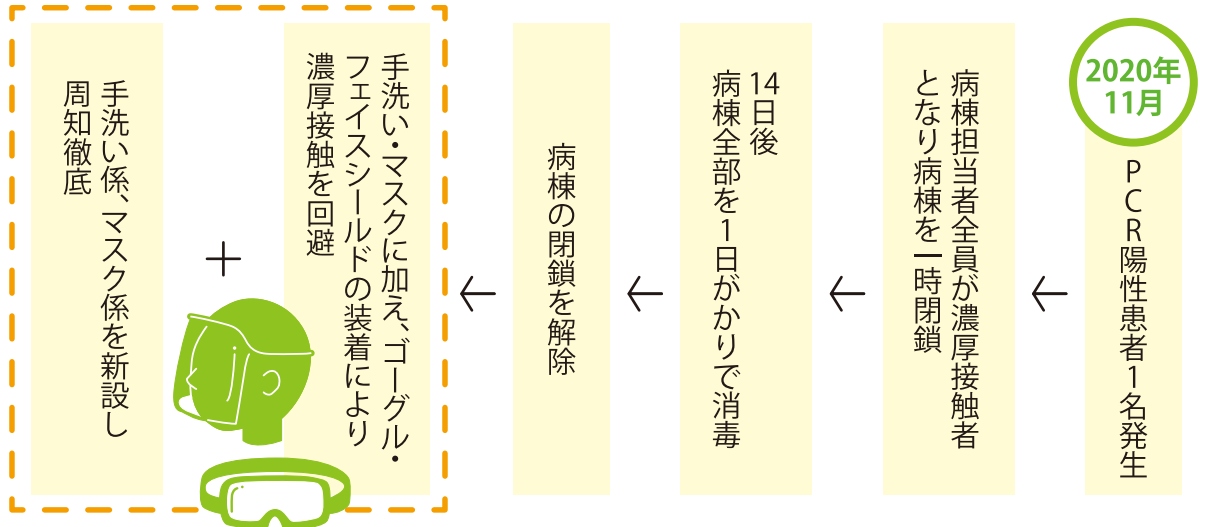 2020年
11月
PCR陽性患者1名発生
←
病棟担当者全員が濃厚接触者
となり病棟を一時閉鎖
←
14日後
病棟全部を1日がかりで消毒
←
病棟の閉鎖を解除
←
手洗い・マスクに加え、ゴーグル・
フェイスシールドの装着により
濃厚接触を回避
＋
手洗い係、マスク係を新設し
周知徹底